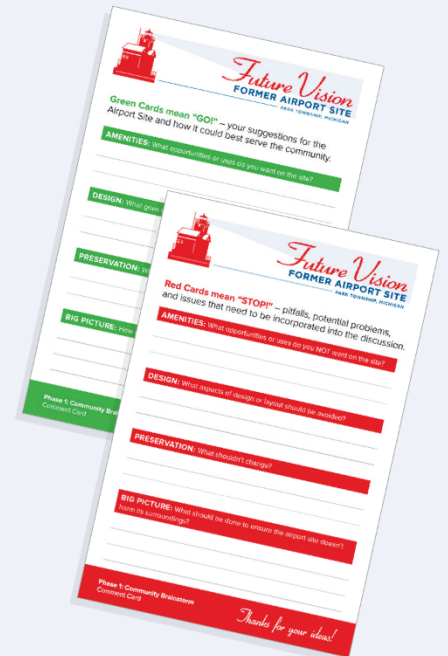 Future Vision
FORMER AIRPORT SITE
PARK TOWNSHIP, MICHIGAN
Green Cards mean "GO!" – your suggestions for the
Airport Site and how it could best serve the community.
AMENITIES: What opportunities or uses do you want on the site?
DESIGN: What goes
PRESERVATION:
BIG PICTURE: How
Phase 1: Community Brainstorm
Comment Card
Future Vision
FORMER AIRPORT SITE
PARK TOWNSHIP, MICHIGAN
Red Cards mean "STOP!" – pitfalls, potential problems,
and issues that need to be incorporated into the discussion.
AMENITIES: What opportunities or uses do you NOT want on the site?
DESIGN: What aspects of design or layout should be avoided?
PRESERVATION: What shouldn't change?
BIG PICTURE: What should be done to ensure the airport site doesn't
harm its surroundings?
Phase 1: Community Brainstorm
Comment Card
Thanks for your ideas!